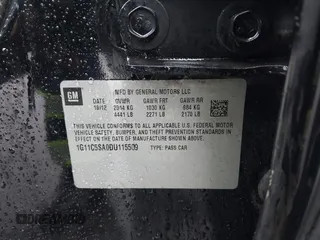 GM
MFD BY GENERAL MOTORS LLC
DATE GVWR GAWR FRT GAWR RR
10/12 2014 KG 1030 KG 984 KG
4441 LB 2271 LB 2170 LB
THIS VEHICLE CONFORMS TO ALL APPLICABLE U.S. FEDERAL MOTOR
VEHICLE SAFETY, BUMPER, AND THEFT PREVENTION STANDARDS
IN EFFECT ON THE DATE OF MANUFACTURE SHOWN ABOVE.
1G11C5SA0DU115509
TYPE: PASS CAR